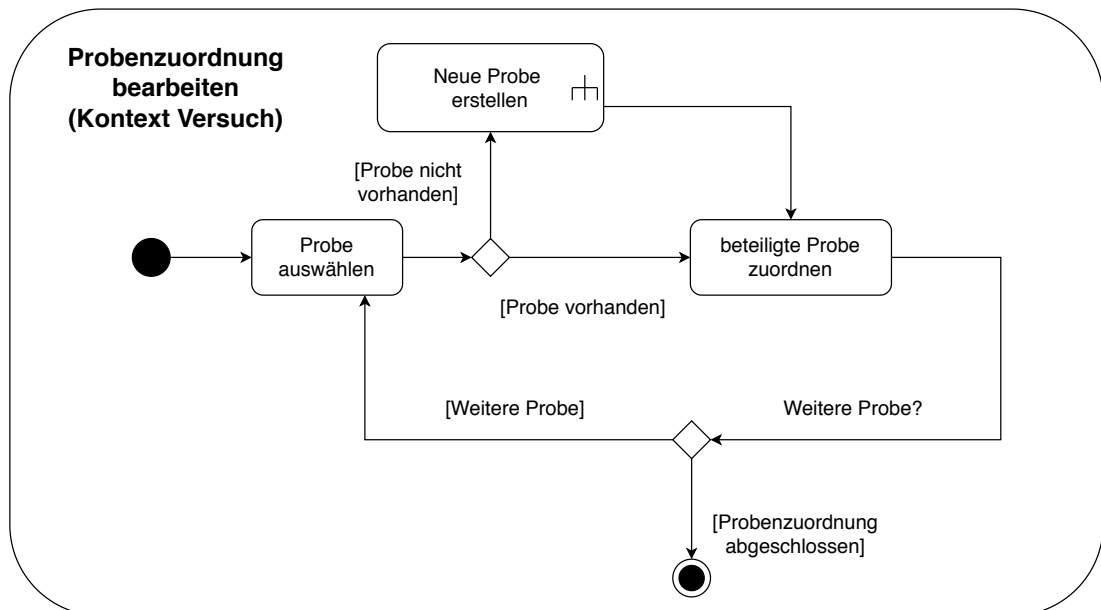 Probenzuordnung
bearbeiten
(Kontext Versuch)
Neue Probe
erstellen
[Probe nicht
vorhanden]
Probe
auswählen
beteiligte Probe
zuordnen
[Probe vorhanden]
[Weitere Probe]
Weitere Probe?
[Probenzuordnung
abgeschlossen]